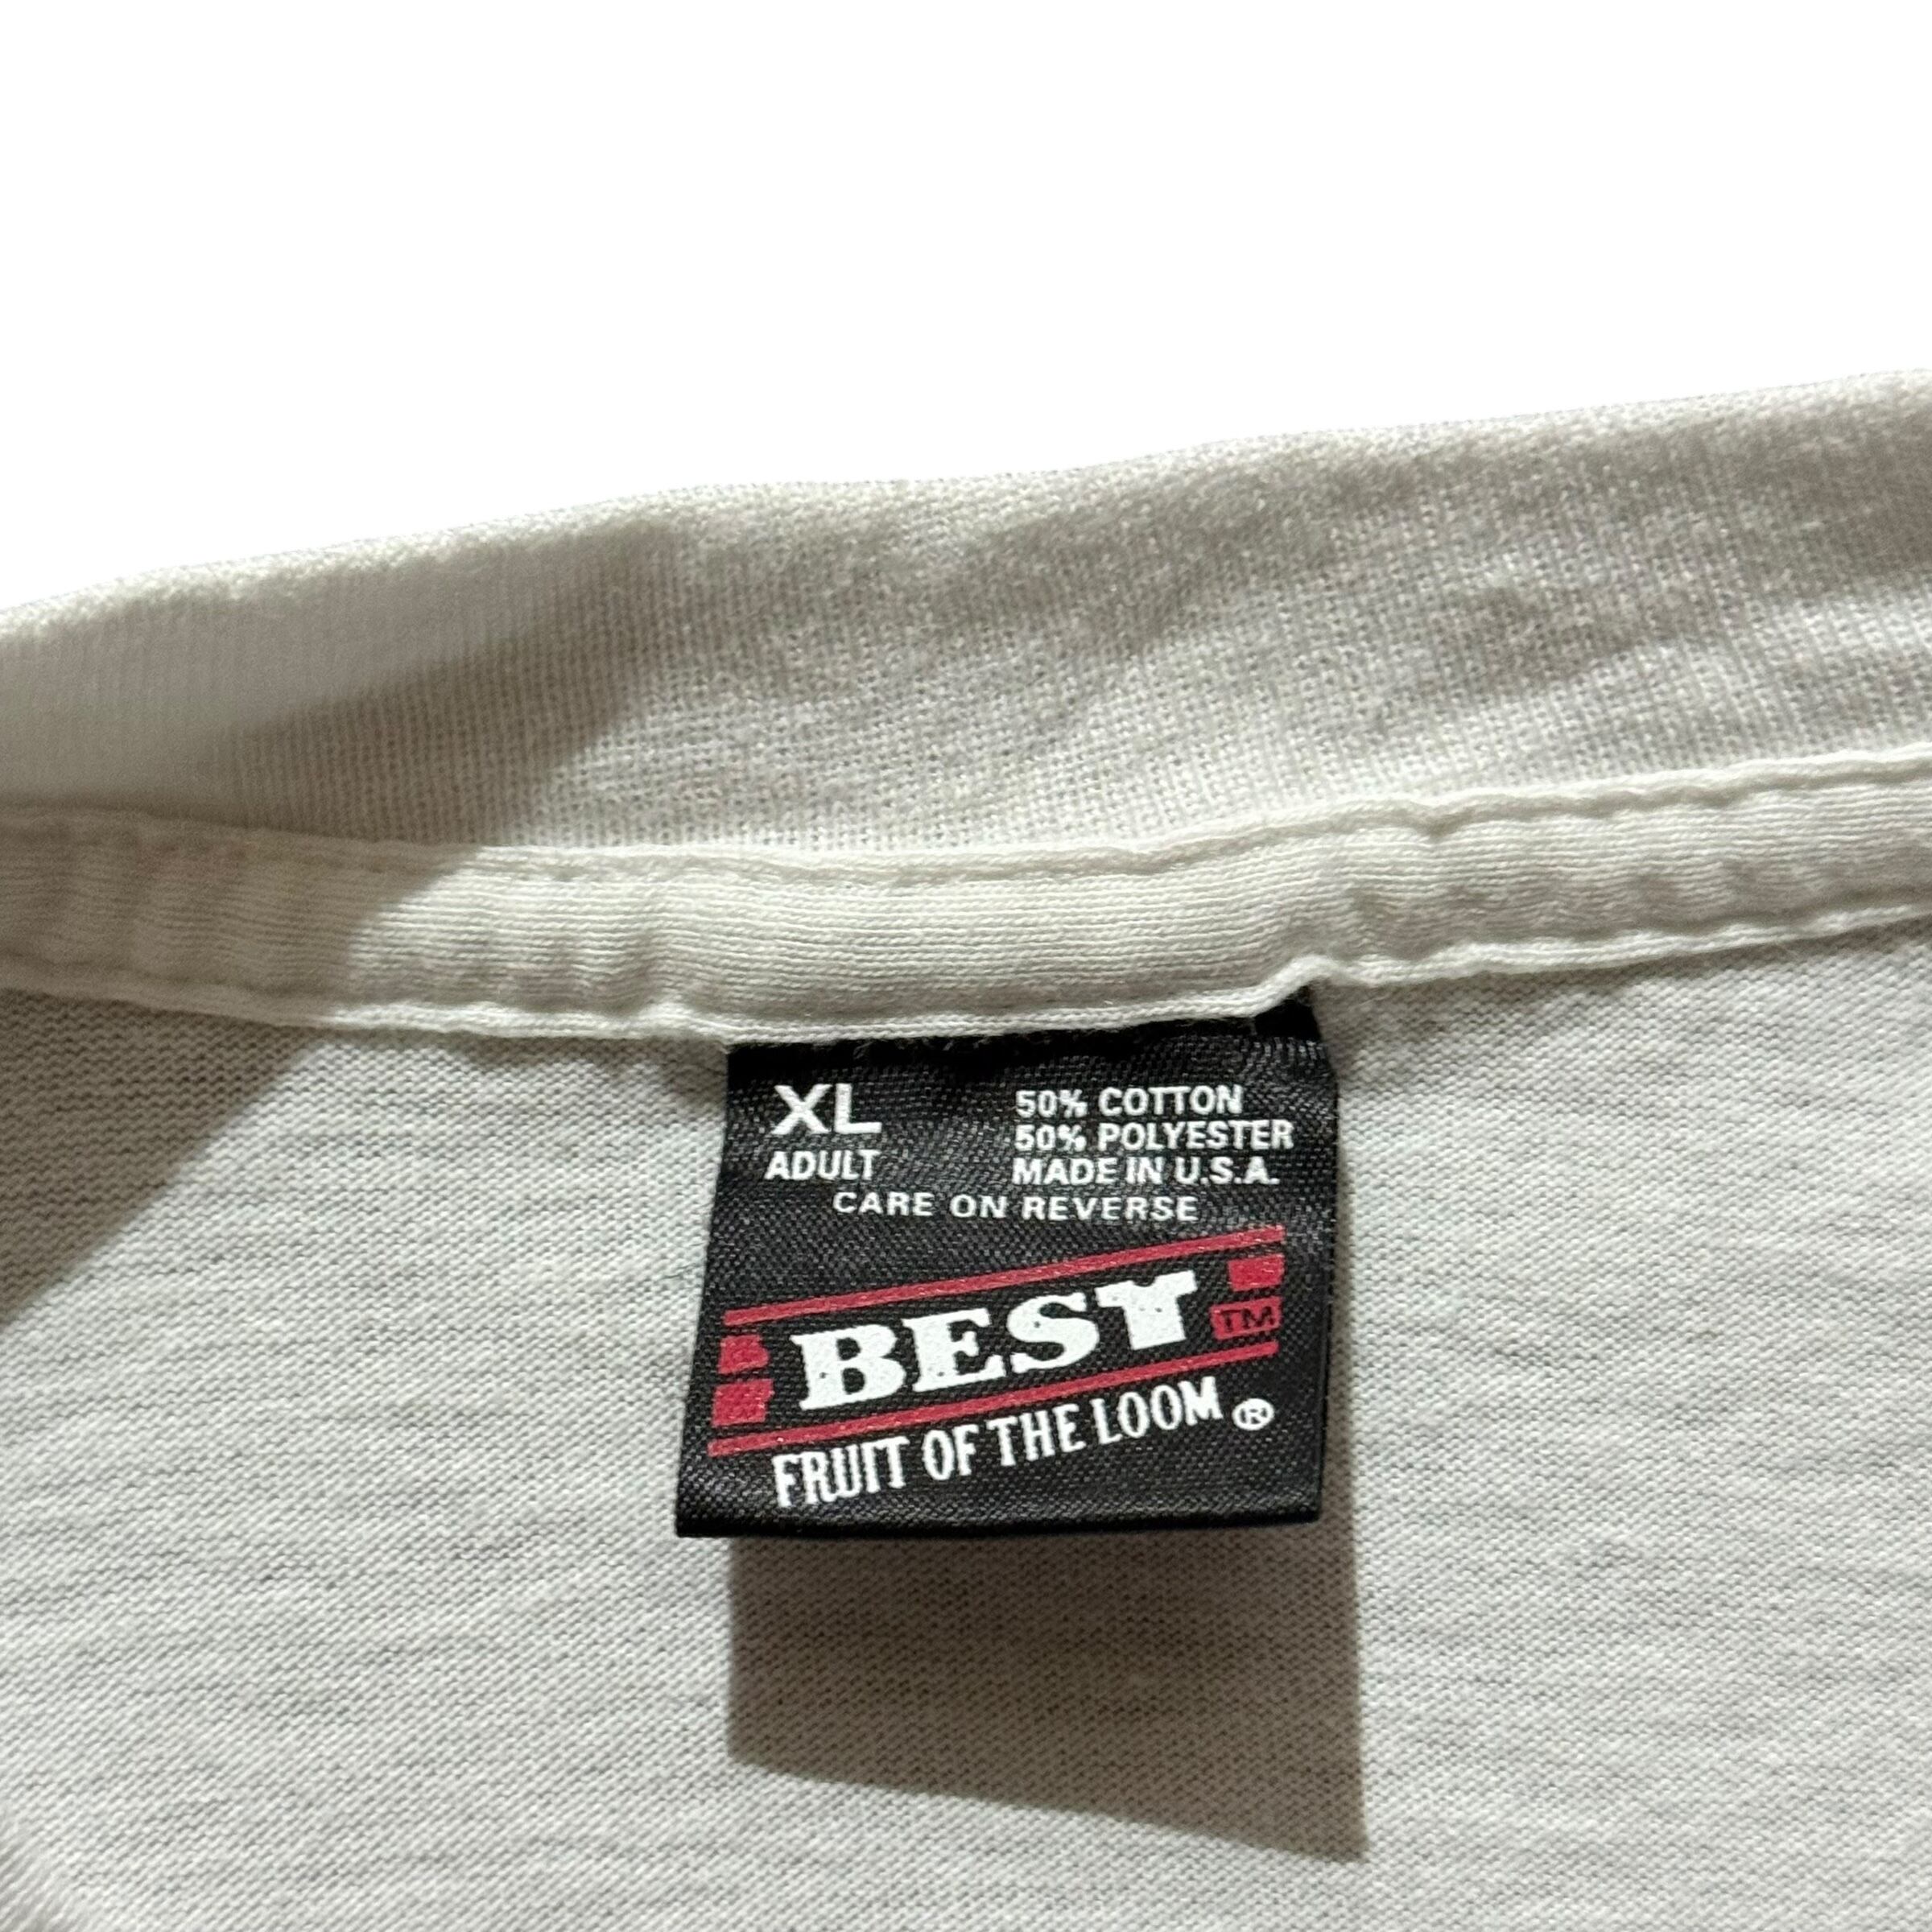 XL
ADULT
50% COTTON
50% POLYESTER
MADE IN U.S.A.
CARE ON REVERSE
BEST TM
FRUIT OF THE LOOM ®